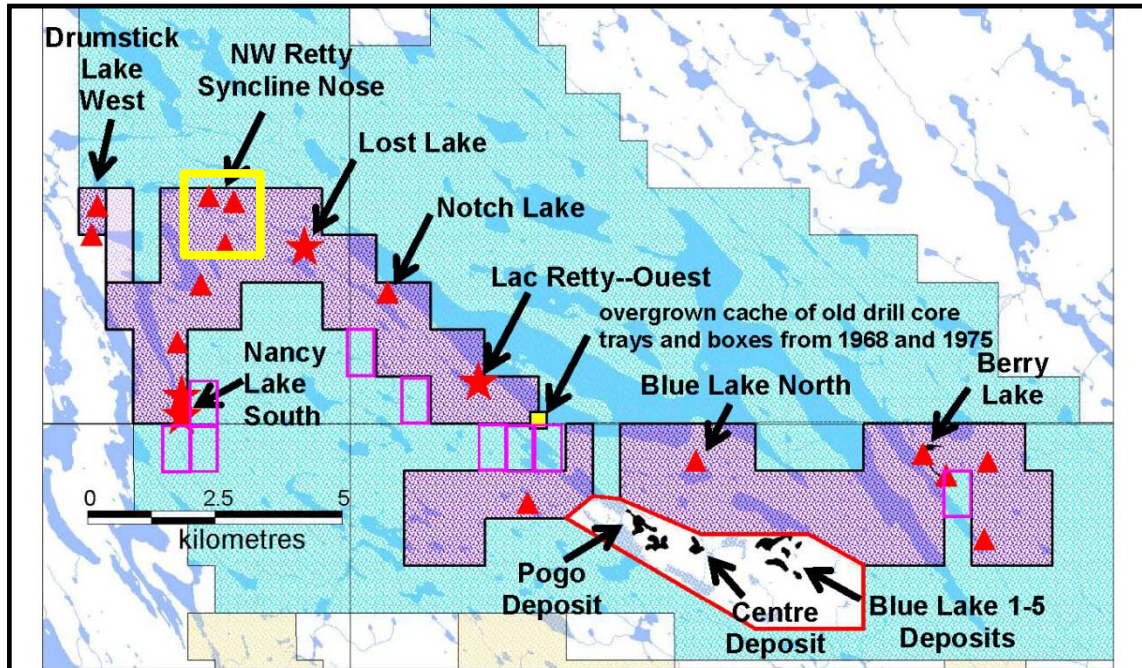 Drumstick
Lake
West
NW Retty
Syncline Nose
Lost Lake
Notch Lake
Lac Retty--Ouest
overgrown cache of old drill core
trays and boxes from 1968 and 1975
Nancy
Lake
South
Blue Lake North
Berry
Lake
0 2.5 5
kilometres
Pogo
Deposit
Centre
Deposit
Blue Lake 1-5
Deposits